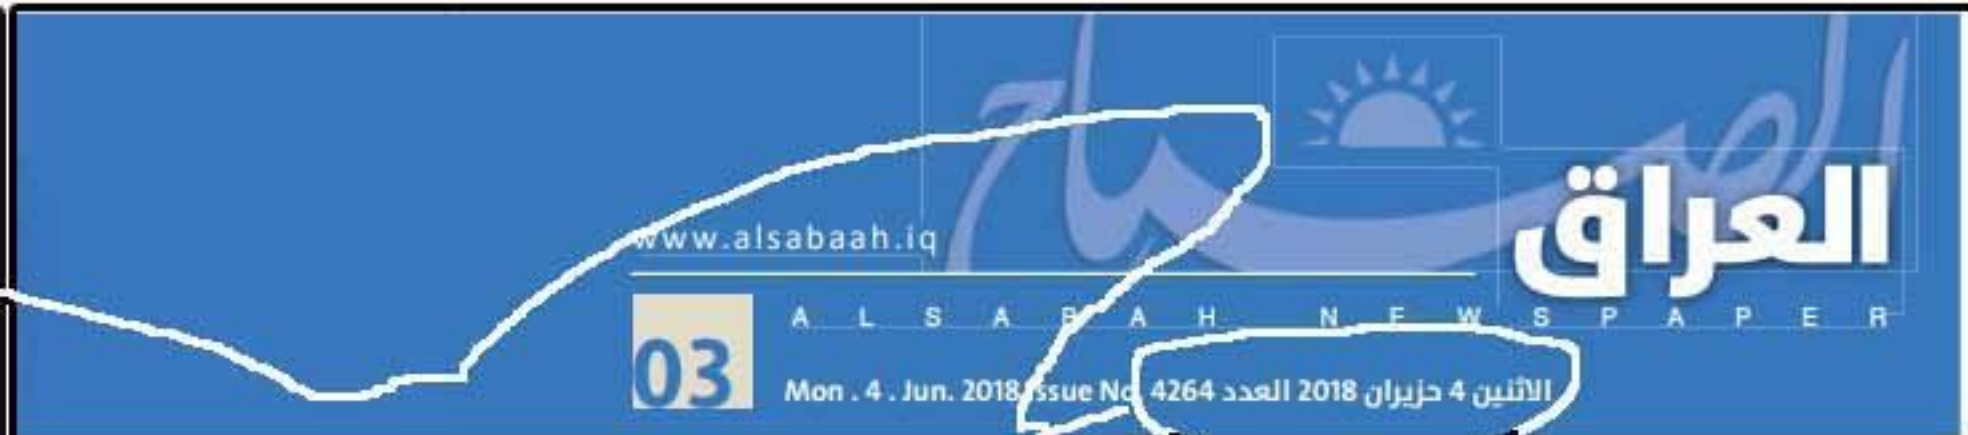 الصباح
العراق
www.alsabaah.iq
ALSABAH NEWSPAPER
03
Mon . 4 . Jun. 2018 Issue No. 4264 الاثنين 4 حزيران 2018 العدد